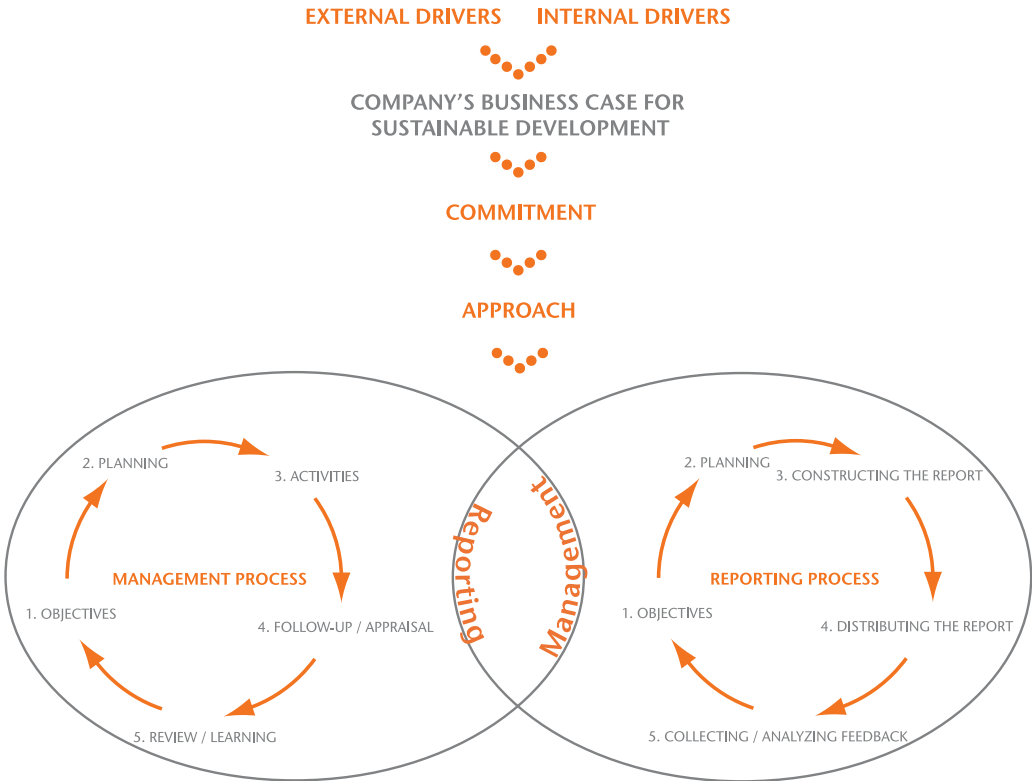 EXTERNAL DRIVERS INTERNAL DRIVERS
COMPANY'S BUSINESS CASE FOR
SUSTAINABLE DEVELOPMENT
COMMITMENT
APPROACH
2. PLANNING
3. ACTIVITIES
MANAGEMENT PROCESS
1. OBJECTIVES
4. FOLLOW-UP / APPRAISAL
5. REVIEW / LEARNING
Reporting
Management
2. PLANNING
3. CONSTRUCTING THE REPORT
REPORTING PROCESS
1. OBJECTIVES
4. DISTRIBUTING THE REPORT
5. COLLECTING / ANALYZING FEEDBACK